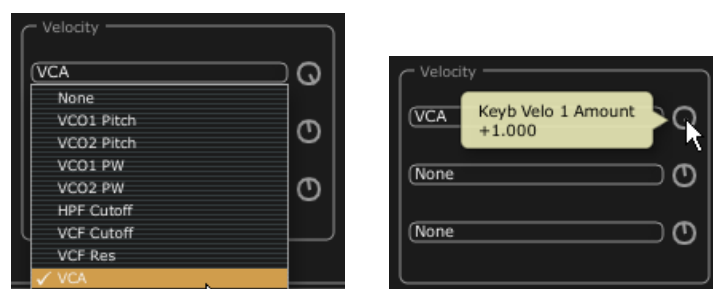 Velocity
VCA
None
VCO1 Pitch
VCO2 Pitch
VCO1 PW
VCO2 PW
HPF Cutoff
VCF Cutoff
VCF Res
✓ VCA
Velocity
VCA
Keyb Velo 1 Amount
+1.000
None
None